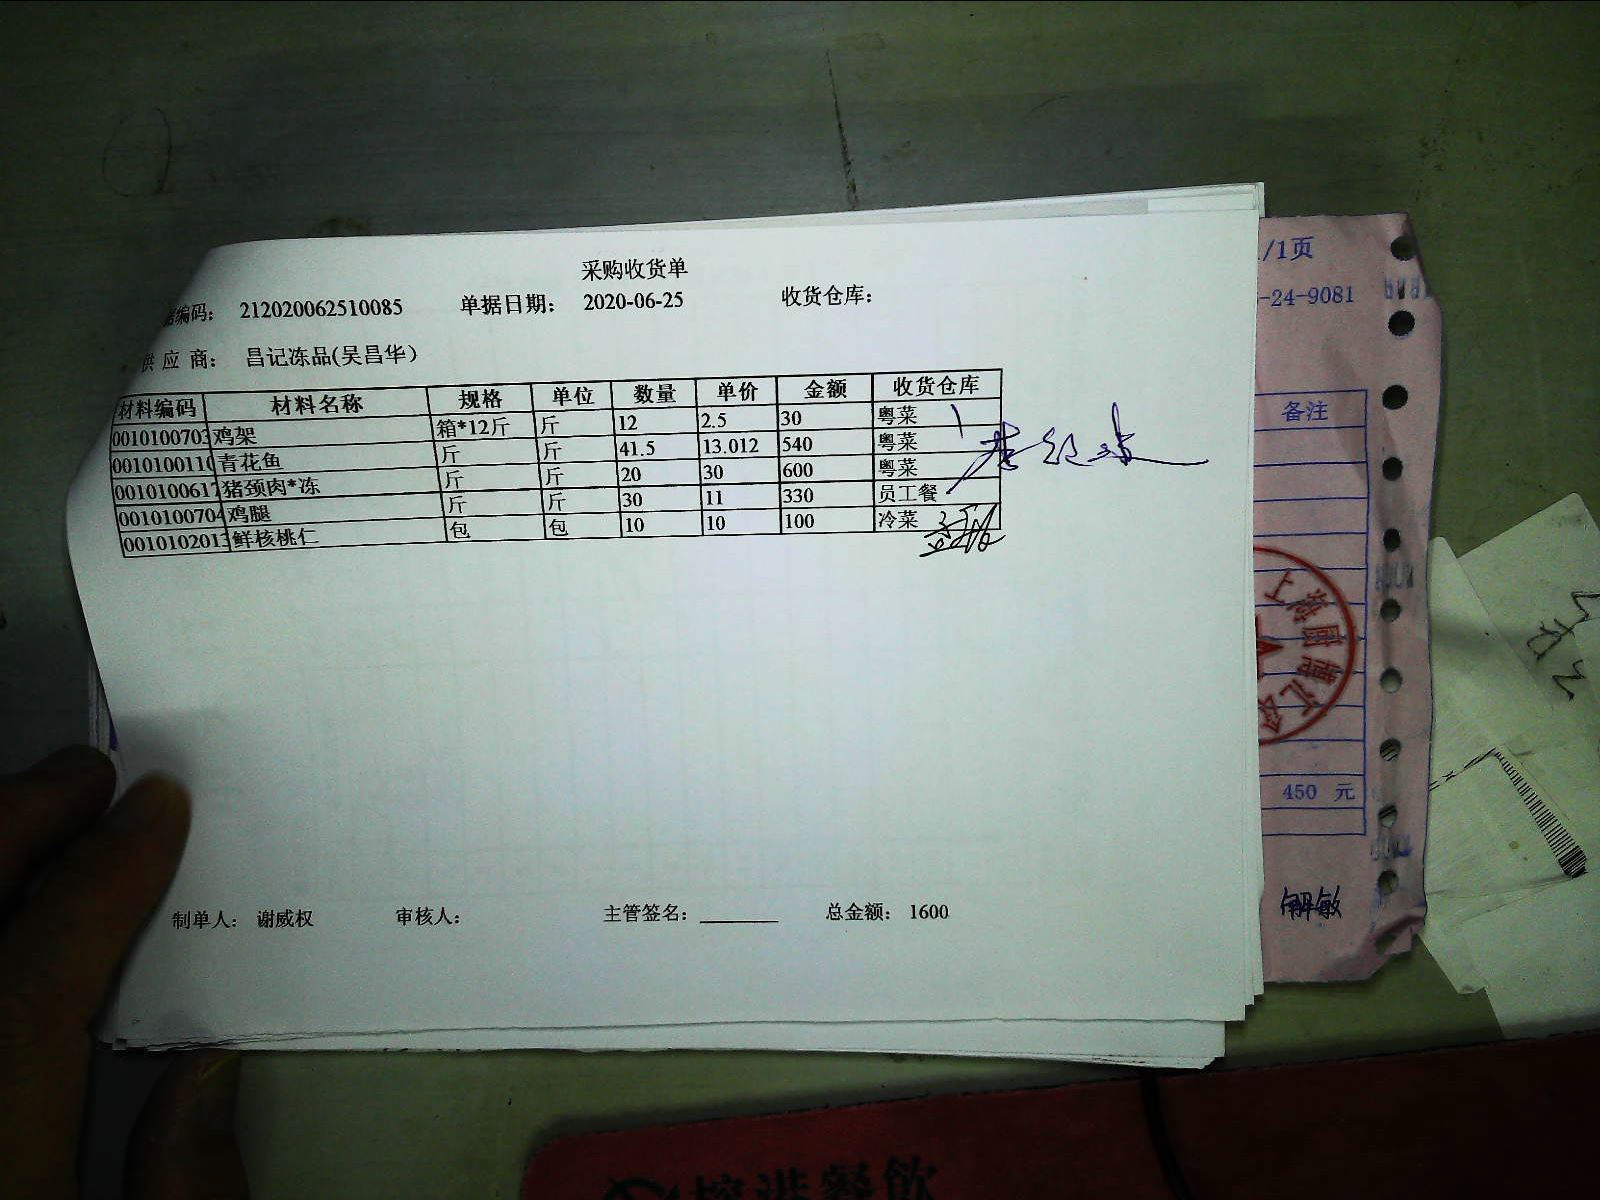 采购收货单
据编码： 212020062510085 单据日期： 2020-06-25 收货仓库：
供 应 商： 昌记冻品(吴昌华)
材料编码 材料名称 规格 单位 数量 单价 金额 收货仓库
0010100703 鸡架 箱*12斤 斤 12 2.5 30 粤菜
001010011 青花鱼 斤 斤 41.5 13.012 540 粤菜
0010100617 猪颈肉*冻 斤 斤 20 30 600 粤菜
0010100704 鸡腿 斤 斤 30 11 330 员工餐
001010201 鲜核桃仁 包 包 10 10 100 冷菜
制单人： 谢威权 审核人： 主管签名： 总金额： 1600
/1页
-24-9081
备注
450 元
解敏
餐飲